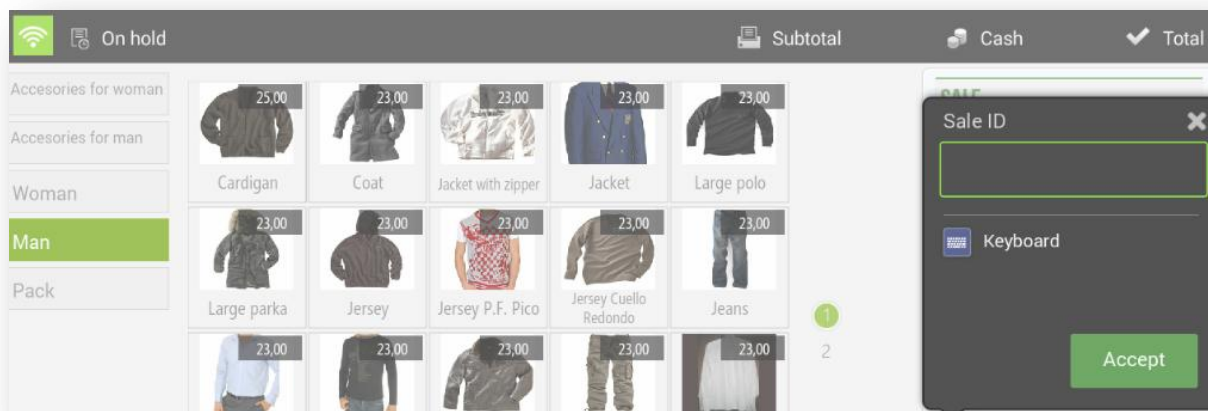 On hold
Subtotal
Cash
Total
Accesories for woman
Accesories for man
Woman
Man
Pack
25,00
23,00
23,00
23,00
23,00
Cardigan
Coat
Jacket with zipper
Jacket
Large polo
23,00
23,00
23,00
23,00
23,00
Large parka
Jersey
Jersey P.F. Pico
Jersey Cuello
Redondo
Jeans
23,00
23,00
23,00
23,00
23,00
1
2
SALE
Sale ID
Keyboard
Accept